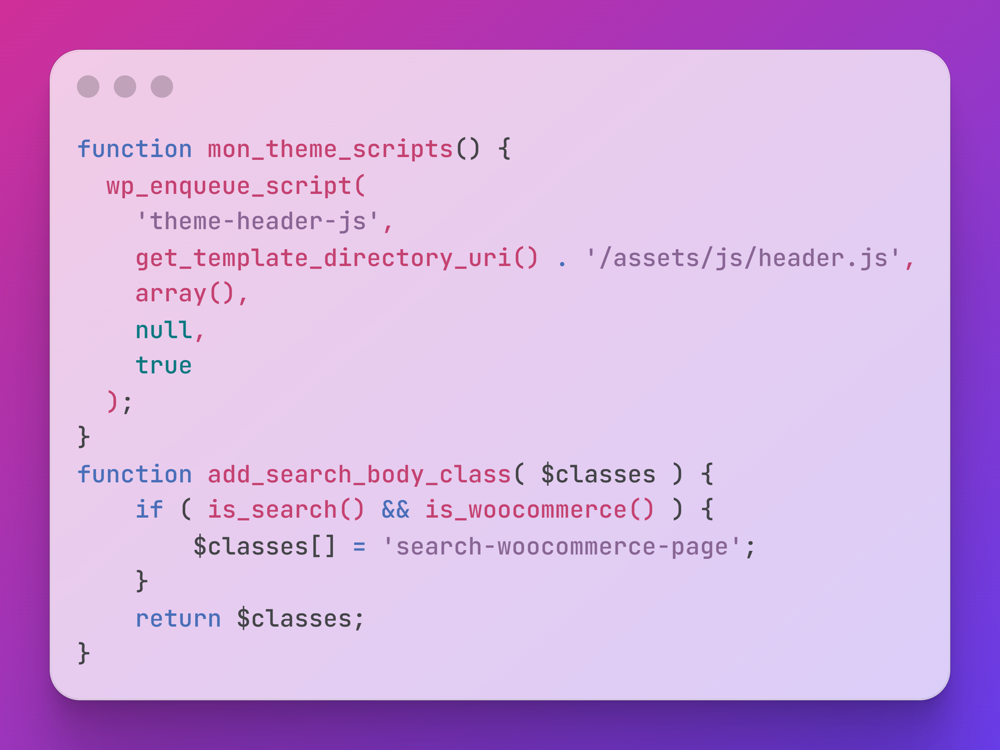 function mon_theme_scripts() {
  wp_enqueue_script(
    'theme-header-js',
    get_template_directory_uri() . '/assets/js/header.js',
    array(),
    null,
    true
  );
}
function add_search_body_class( $classes ) {
    if ( is_search() && is_woocommerce() ) {
        $classes[] = 'search-woocommerce-page';
    }
    return $classes;
}